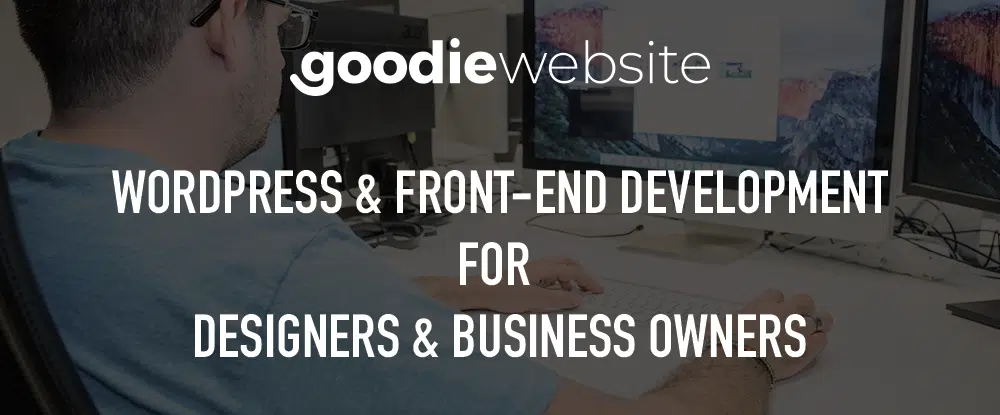 goodiewebsite
WORDPRESS & FRONT-END DEVELOPMENT
FOR
DESIGNERS & BUSINESS OWNERS